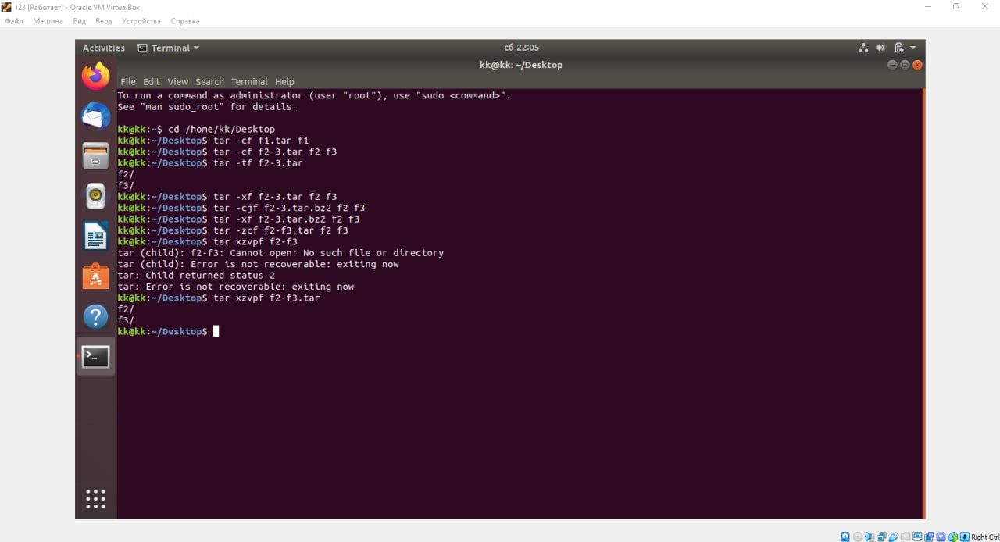 123 [Работает] - Oracle VM VirtualBox
Файл Машина Вид Ввод Устройства Справка
Activities Terminal сб 22:05
kk@kk: ~/Desktop
File Edit View Search Terminal Help
To run a command as administrator (user "root"), use "sudo <command>".
See "man sudo_root" for details.
kk@kk:~$ cd /home/kk/Desktop
kk@kk:~/Desktop$ tar -cf f1.tar f1
kk@kk:~/Desktop$ tar -cf f2-3.tar f2 f3
kk@kk:~/Desktop$ tar -tf f2-3.tar
f2/
f3/
kk@kk:~/Desktop$ tar -xf f2-3.tar f2 f3
kk@kk:~/Desktop$ tar -cjf f2-3.tar.bz2 f2 f3
kk@kk:~/Desktop$ tar -xf f2-3.tar.bz2 f2 f3
kk@kk:~/Desktop$ tar -zcf f2-f3.tar f2 f3
kk@kk:~/Desktop$ tar xzvpf f2-f3
tar (child): f2-f3: Cannot open: No such file or directory
tar (child): Error is not recoverable: exiting now
tar: Child returned status 2
tar: Error is not recoverable: exiting now
kk@kk:~/Desktop$ tar xzvpf f2-f3.tar
f2/
f3/
kk@kk:~/Desktop$
Right Ctrl